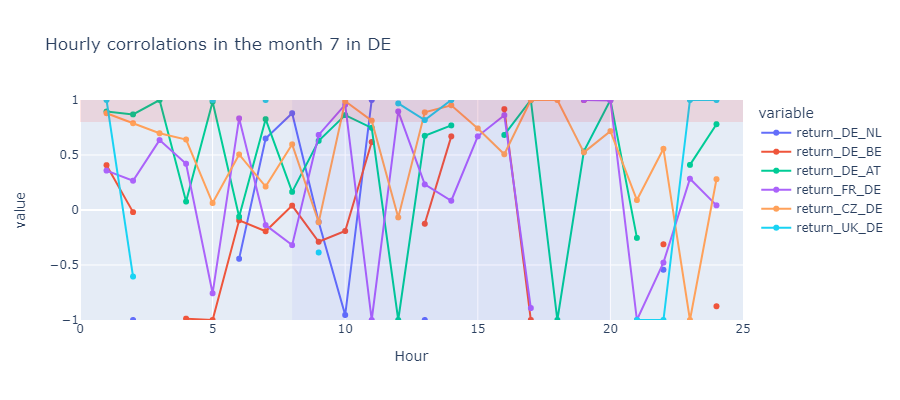 Hourly corrolations in the month 7 in DE
variable
return_DE_NL
return_DE_BE
return_DE_AT
return_FR_DE
return_CZ_DE
return_UK_DE
value
1
0.5
0
−0.5
−1
0 5 10 15 20 25
Hour